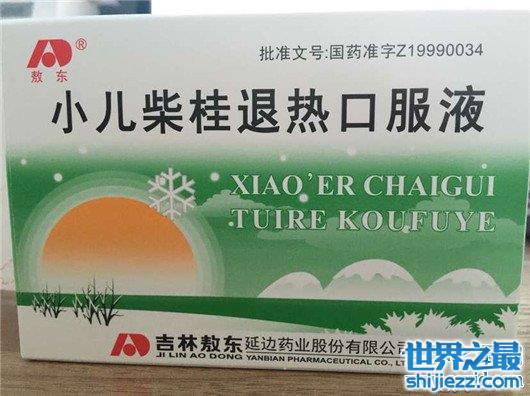 批准文号:国药准字Z19990034
敖东®
小儿柴桂退热口服液
XIAO'ER CHAIGUI
TUIRE KOUFUYE
吉林敖东延边药业股份有限公
JI LIN AO DONG YANBIAN PHARMACEUTICAL CO., LT
世界之最
shijiezz.com